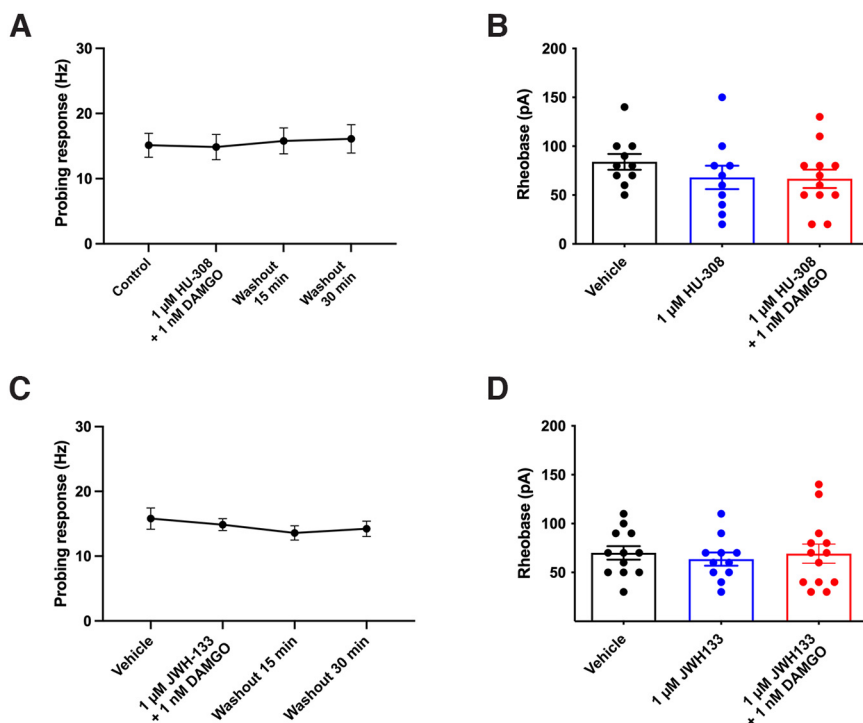 A
Probing response (Hz)
30
20
10
0
Control
1 µM HU-308
+ 1 nM DAMGO
Washout
15 min
Washout
30 min
B
Rheobase (pA)
200
150
100
50
Vehicle
1 µM HU-308
1 µM HU-308
+ 1 nM DAMGO
C
Probing response (Hz)
30
20
10
0
Vehicle
1 µM JWH-133
+ 1 nM DAMGO
Washout 15 min
Washout 30 min
D
Rheobase (pA)
200
150
100
50
Vehicle
1 µM JWH133
1 µM JWH133
+ 1 nM DAMGO